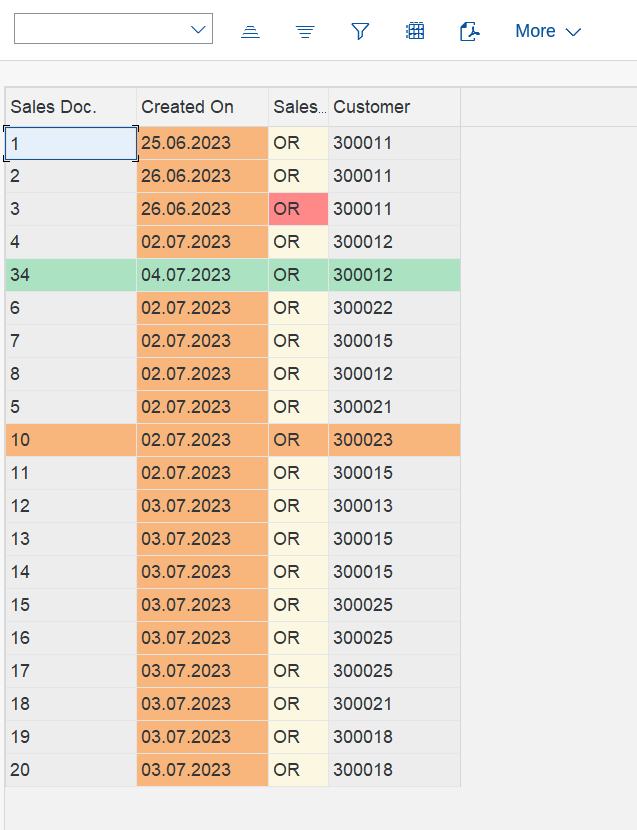 More
Sales Doc. Created On Sales... Customer
1 25.06.2023 OR 300011
2 26.06.2023 OR 300011
3 26.06.2023 OR 300011
4 02.07.2023 OR 300012
34 04.07.2023 OR 300012
6 02.07.2023 OR 300022
7 02.07.2023 OR 300015
8 02.07.2023 OR 300012
5 02.07.2023 OR 300021
10 02.07.2023 OR 300023
11 02.07.2023 OR 300015
12 03.07.2023 OR 300013
13 03.07.2023 OR 300015
14 03.07.2023 OR 300015
15 03.07.2023 OR 300025
16 03.07.2023 OR 300025
17 03.07.2023 OR 300025
18 03.07.2023 OR 300021
19 03.07.2023 OR 300018
20 03.07.2023 OR 300018